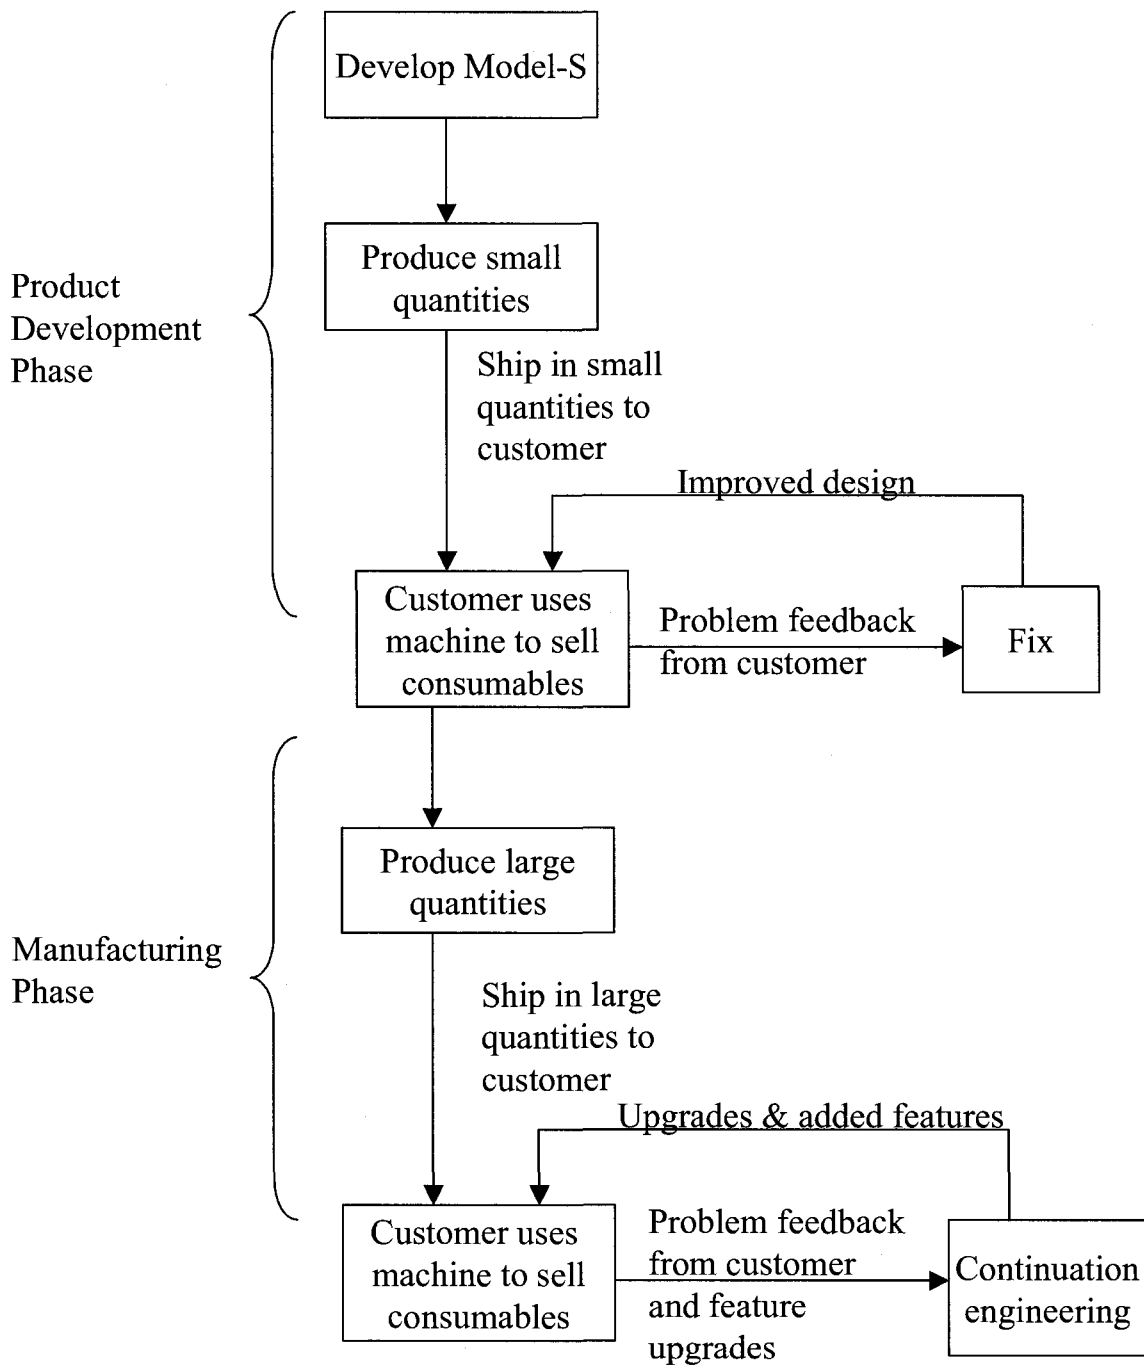 Develop Model-S
Produce small
quantities
Product
Development
Phase
Ship in small
quantities to
customer
Improved design
Customer uses
machine to sell
consumables
Problem feedback
from customer
Fix
Produce large
quantities
Manufacturing
Phase
Ship in large
quantities to
customer
Upgrades & added features
Customer uses
machine to sell
consumables
Problem feedback
from customer
and feature
upgrades
Continuation
engineering